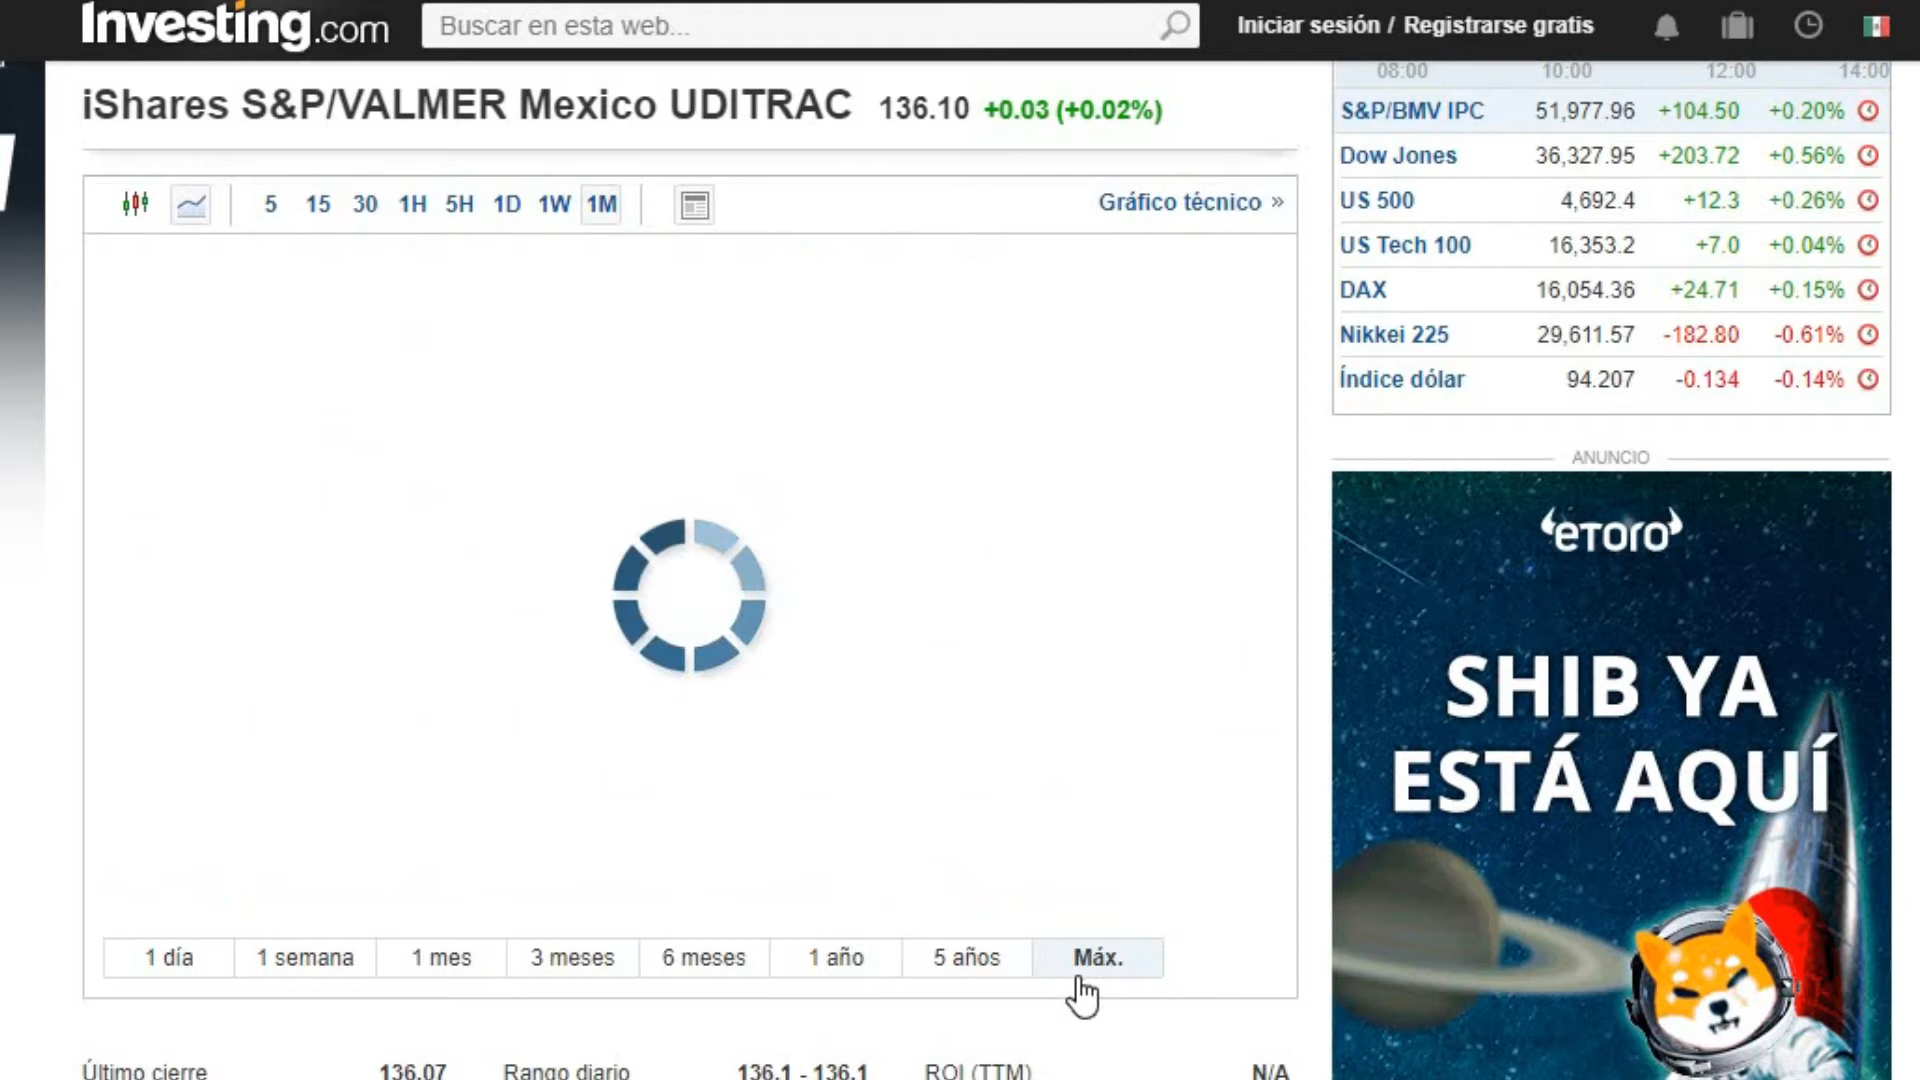 Investing.com
Buscar en esta web...
Iniciar sesión / Registrarse gratis
iShares S&P/VALMER Mexico UDITRAC 136.10 +0.03 (+0.02%)
5 15 30 1H 5H 1D 1W 1M
Gráfico técnico »
1 día 1 semana 1 mes 3 meses 6 meses 1 año 5 años Máx.
Último cierre 136.07 Rango diario 136.1 - 136.1 ROI (TTM) N/A
08:00 10:00 12:00 14:00
S&P/BMV IPC 51,977.96 +104.50 +0.20%
Dow Jones 36,327.95 +203.72 +0.56%
US 500 4,692.4 +12.3 +0.26%
US Tech 100 16,353.2 +7.0 +0.04%
DAX 16,054.36 +24.71 +0.15%
Nikkei 225 29,611.57 -182.80 -0.61%
Índice dólar 94.207 -0.134 -0.14%
ANUNCIO
eToro
SHIB YA
ESTÁ AQUÍ